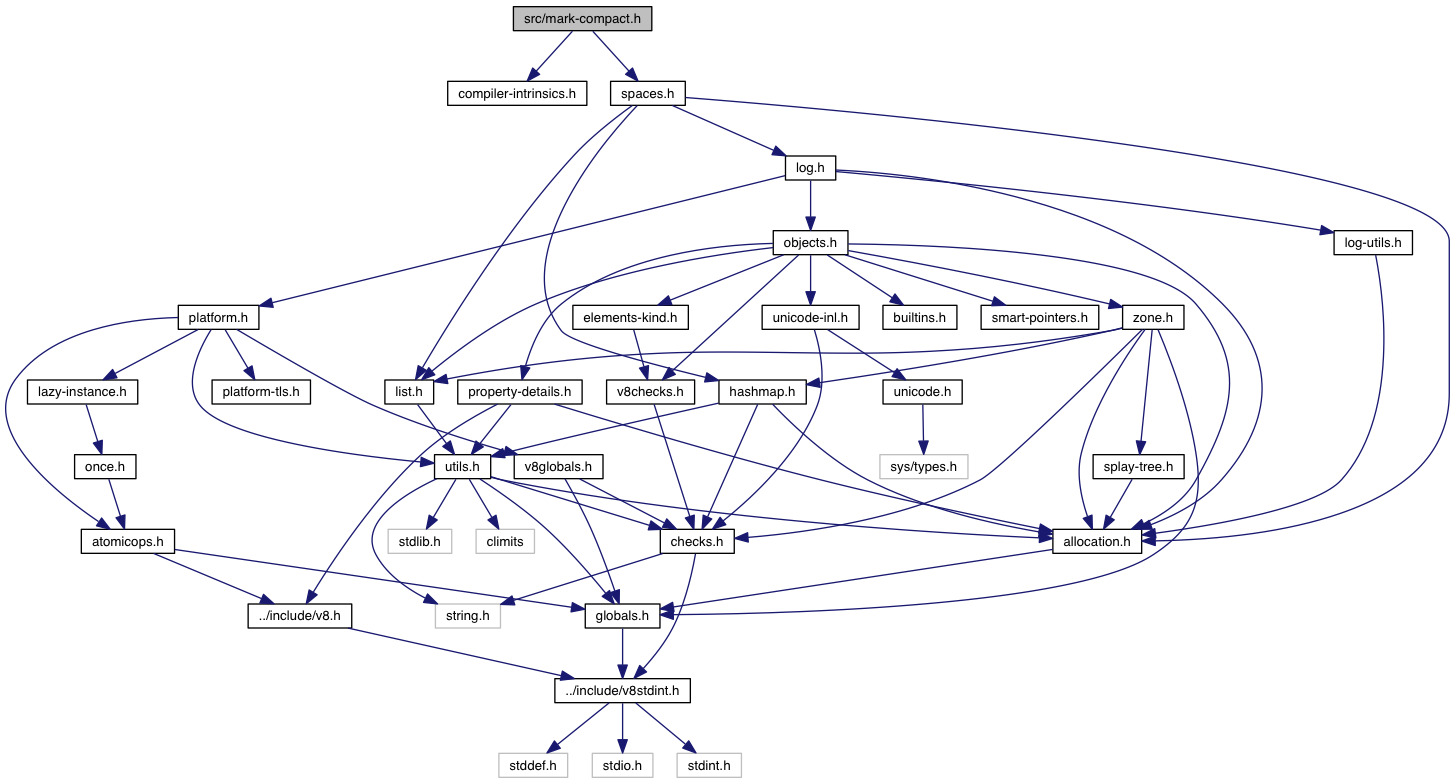 src/mark-compact.h
compiler-intrinsics.h
spaces.h
log.h
objects.h
log-utils.h
platform.h
elements-kind.h
unicode-inl.h
builtins.h
smart-pointers.h
zone.h
lazy-instance.h
platform-tls.h
list.h
property-details.h
v8checks.h
hashmap.h
unicode.h
once.h
utils.h
v8globals.h
sys/types.h
splay-tree.h
atomicops.h
stdlib.h
climits
checks.h
allocation.h
../include/v8.h
string.h
globals.h
../include/v8stdint.h
stddef.h
stdio.h
stdint.h